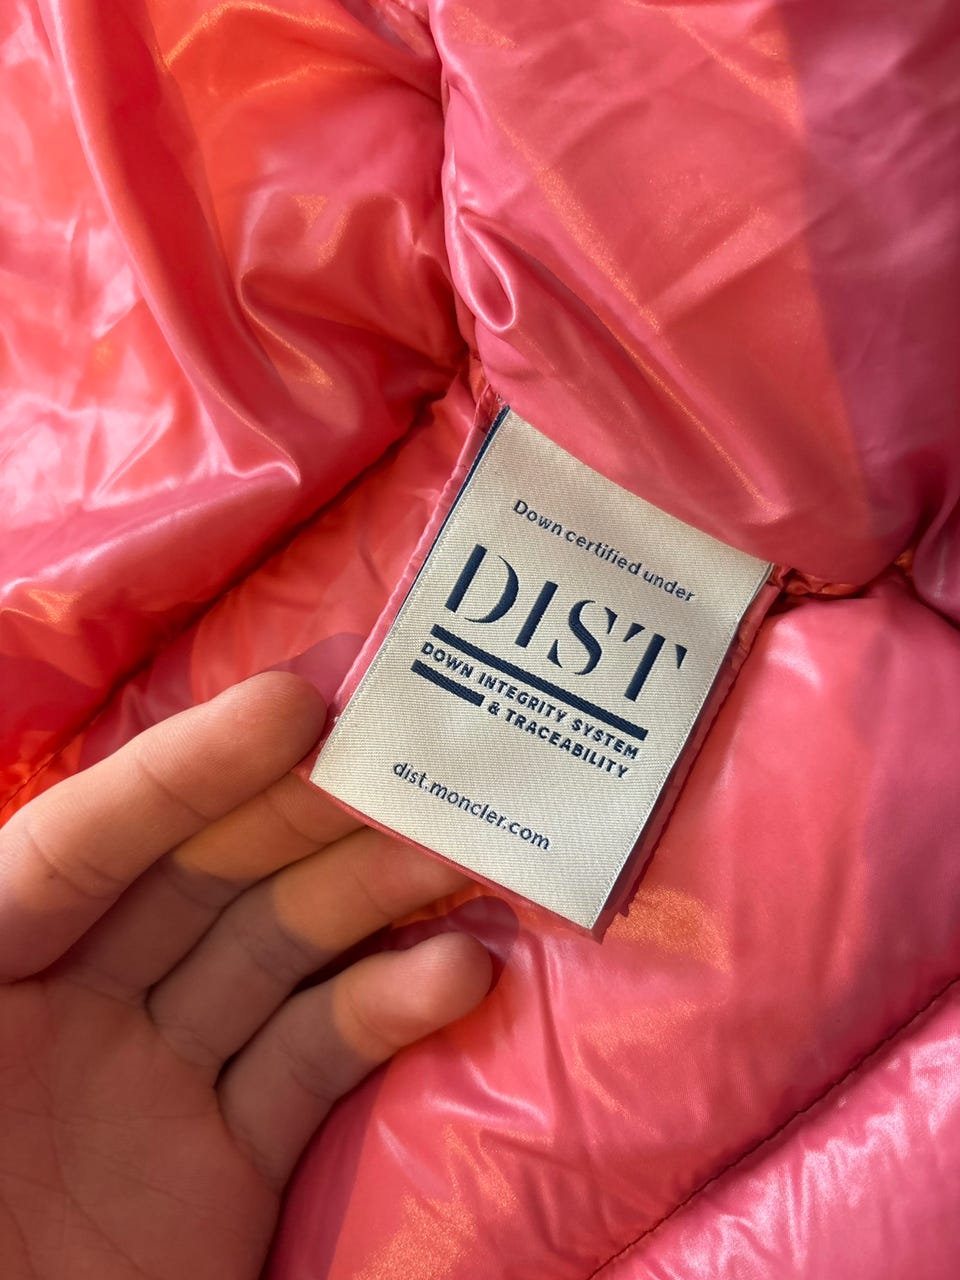 Down certified under
DIST
DOWN INTEGRITY SYSTEM
& TRACEABILITY
dist.moncler.com